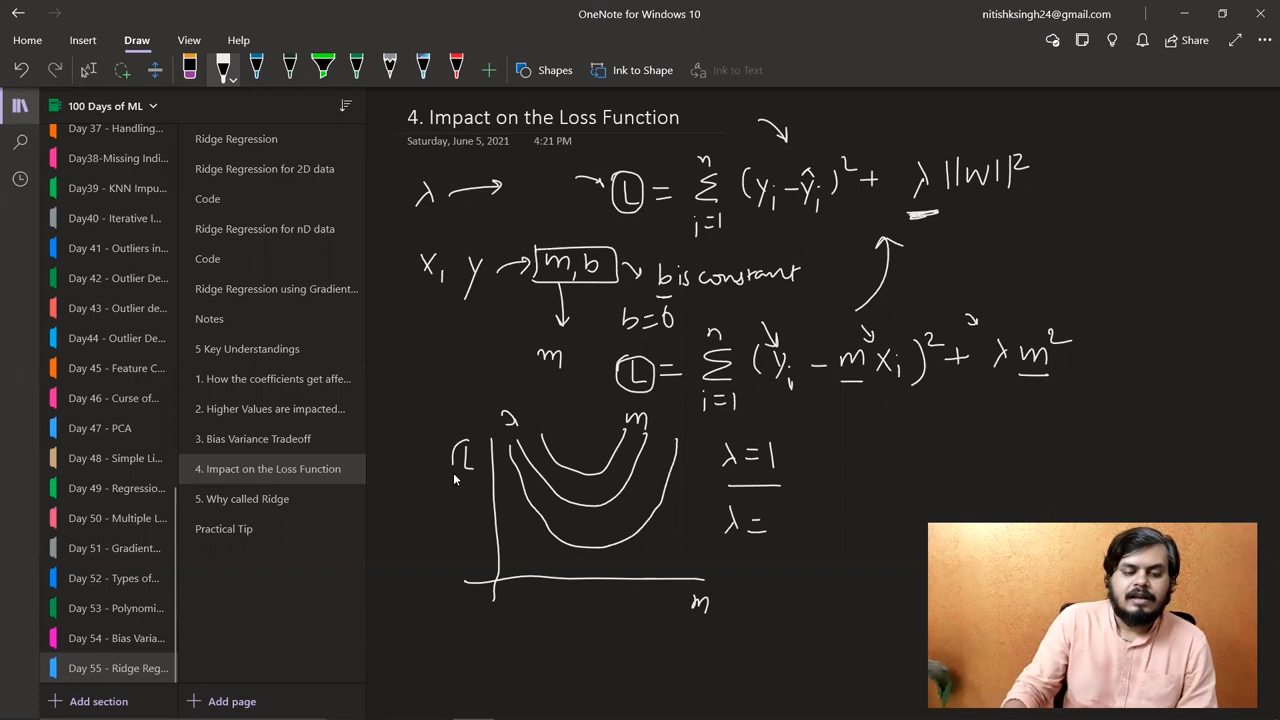 OneNote for Windows 10
nitishksingh24@gmail.com
Home Insert Draw View Help
Share
Shapes Ink to Shape Ink to Text
100 Days of ML
Day 37 - Handling...
Day38-Missing Indi...
Day39 - KNN Impu...
Day40 - Iterative I...
Day 41 - Outliers in...
Day 42 - Outlier De...
Day 43 - Outlier de...
Day44 - Outlier De...
Day 45 - Feature C...
Day 46 - Curse of...
Day 47 - PCA
Day 48 - Simple Li...
Day 49 - Regressio...
Day 50 - Multiple L...
Day 51 - Gradient...
Day 52 - Types of...
Day 53 - Polynomi...
Day 54 - Bias Varia...
Day 55 - Ridge Reg...
Add section
Ridge Regression
Ridge Regression for 2D data
Code
Ridge Regression for nD data
Code
Ridge Regression using Gradient...
Notes
5 Key Understandings
1. How the coefficients get affe...
2. Higher Values are impacted...
3. Bias Variance Tradeoff
4. Impact on the Loss Function
5. Why called Ridge
Practical Tip
Add page
4. Impact on the Loss Function
Saturday, June 5, 2021 4:21 PM
λ → L = Σ i=1 n (yi - ŷi)² + λ ||W||²
X, y → m, b → b is constant
b=0
m
L = Σ i=1 n (yi - m xi)² + λ m²
λ m
L
λ = 1
λ =
m